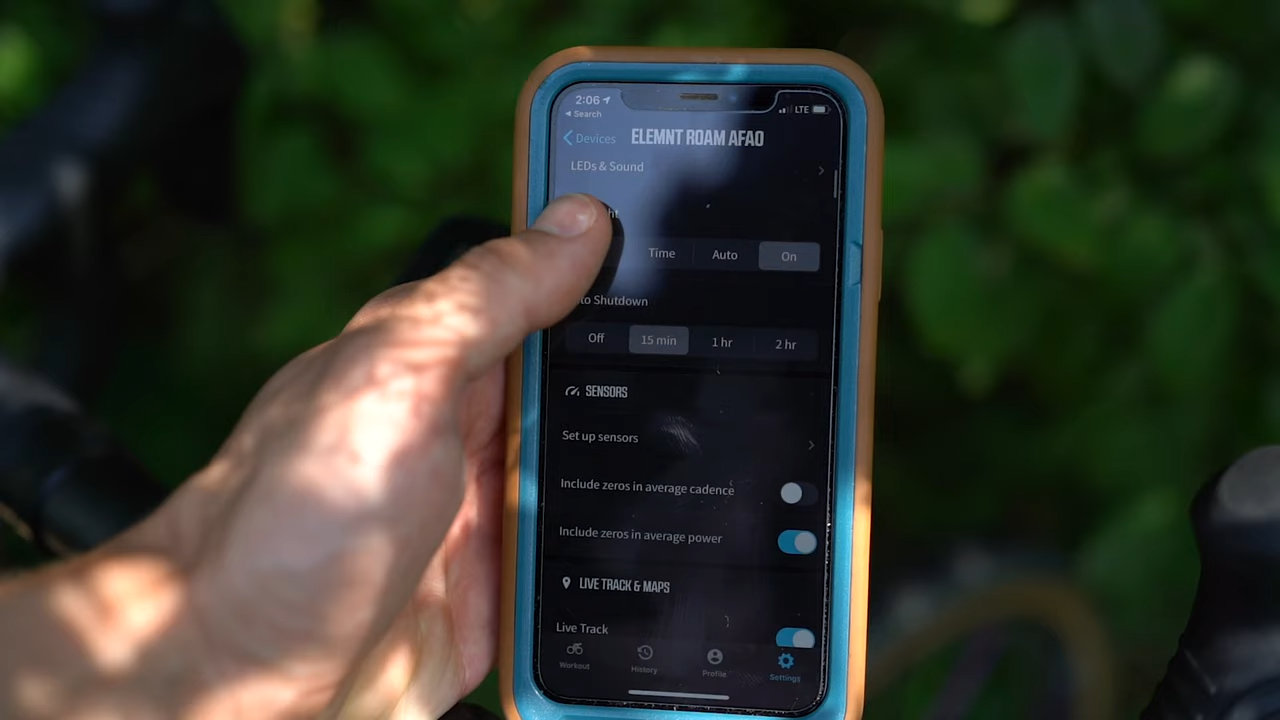 2:06
LTE
Search
Devices
ELEMNT ROAM AFA0
LEDs & Sound
Time Auto On
Shutdown
Off 15 min 1 hr 2 hr
SENSORS
Set up sensors
Include zeros in average cadence
Include zeros in average power
LIVE TRACK & MAPS
Live Track
Workout History Profile Settings